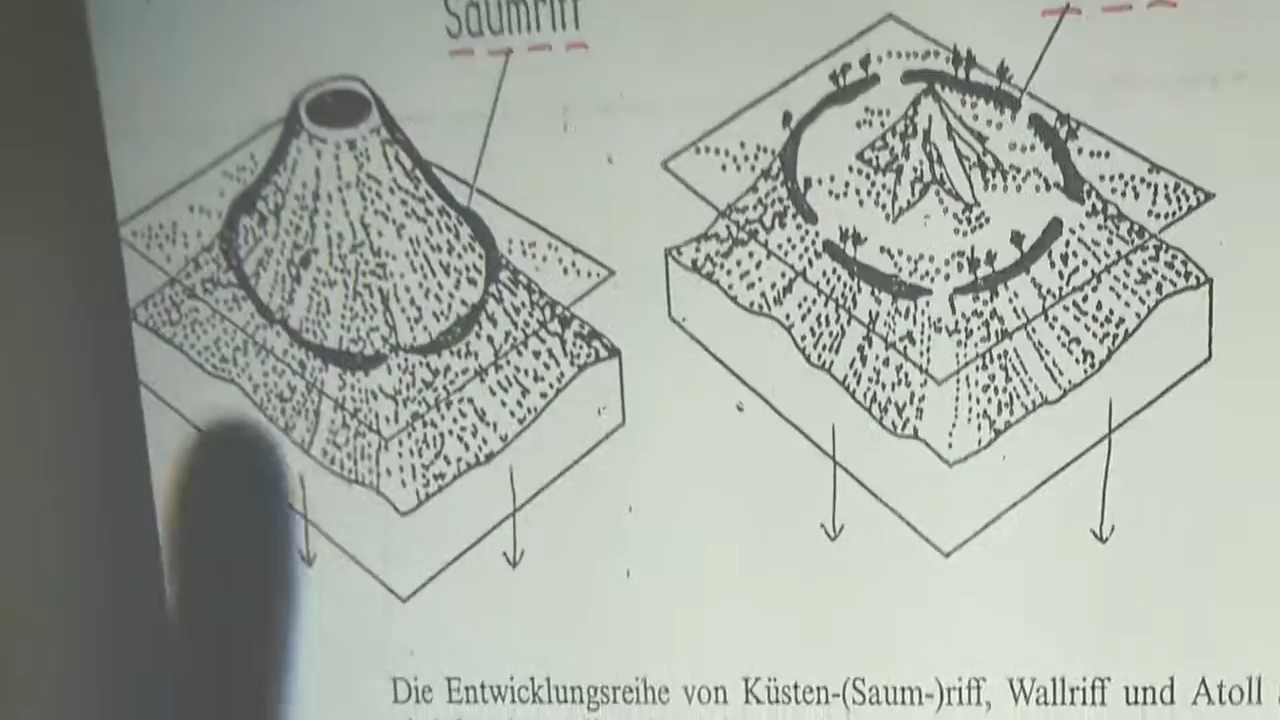 Saumriff
Die Entwicklungsreihe von Küsten-(Saum-)riff, Wallriff und Atoll